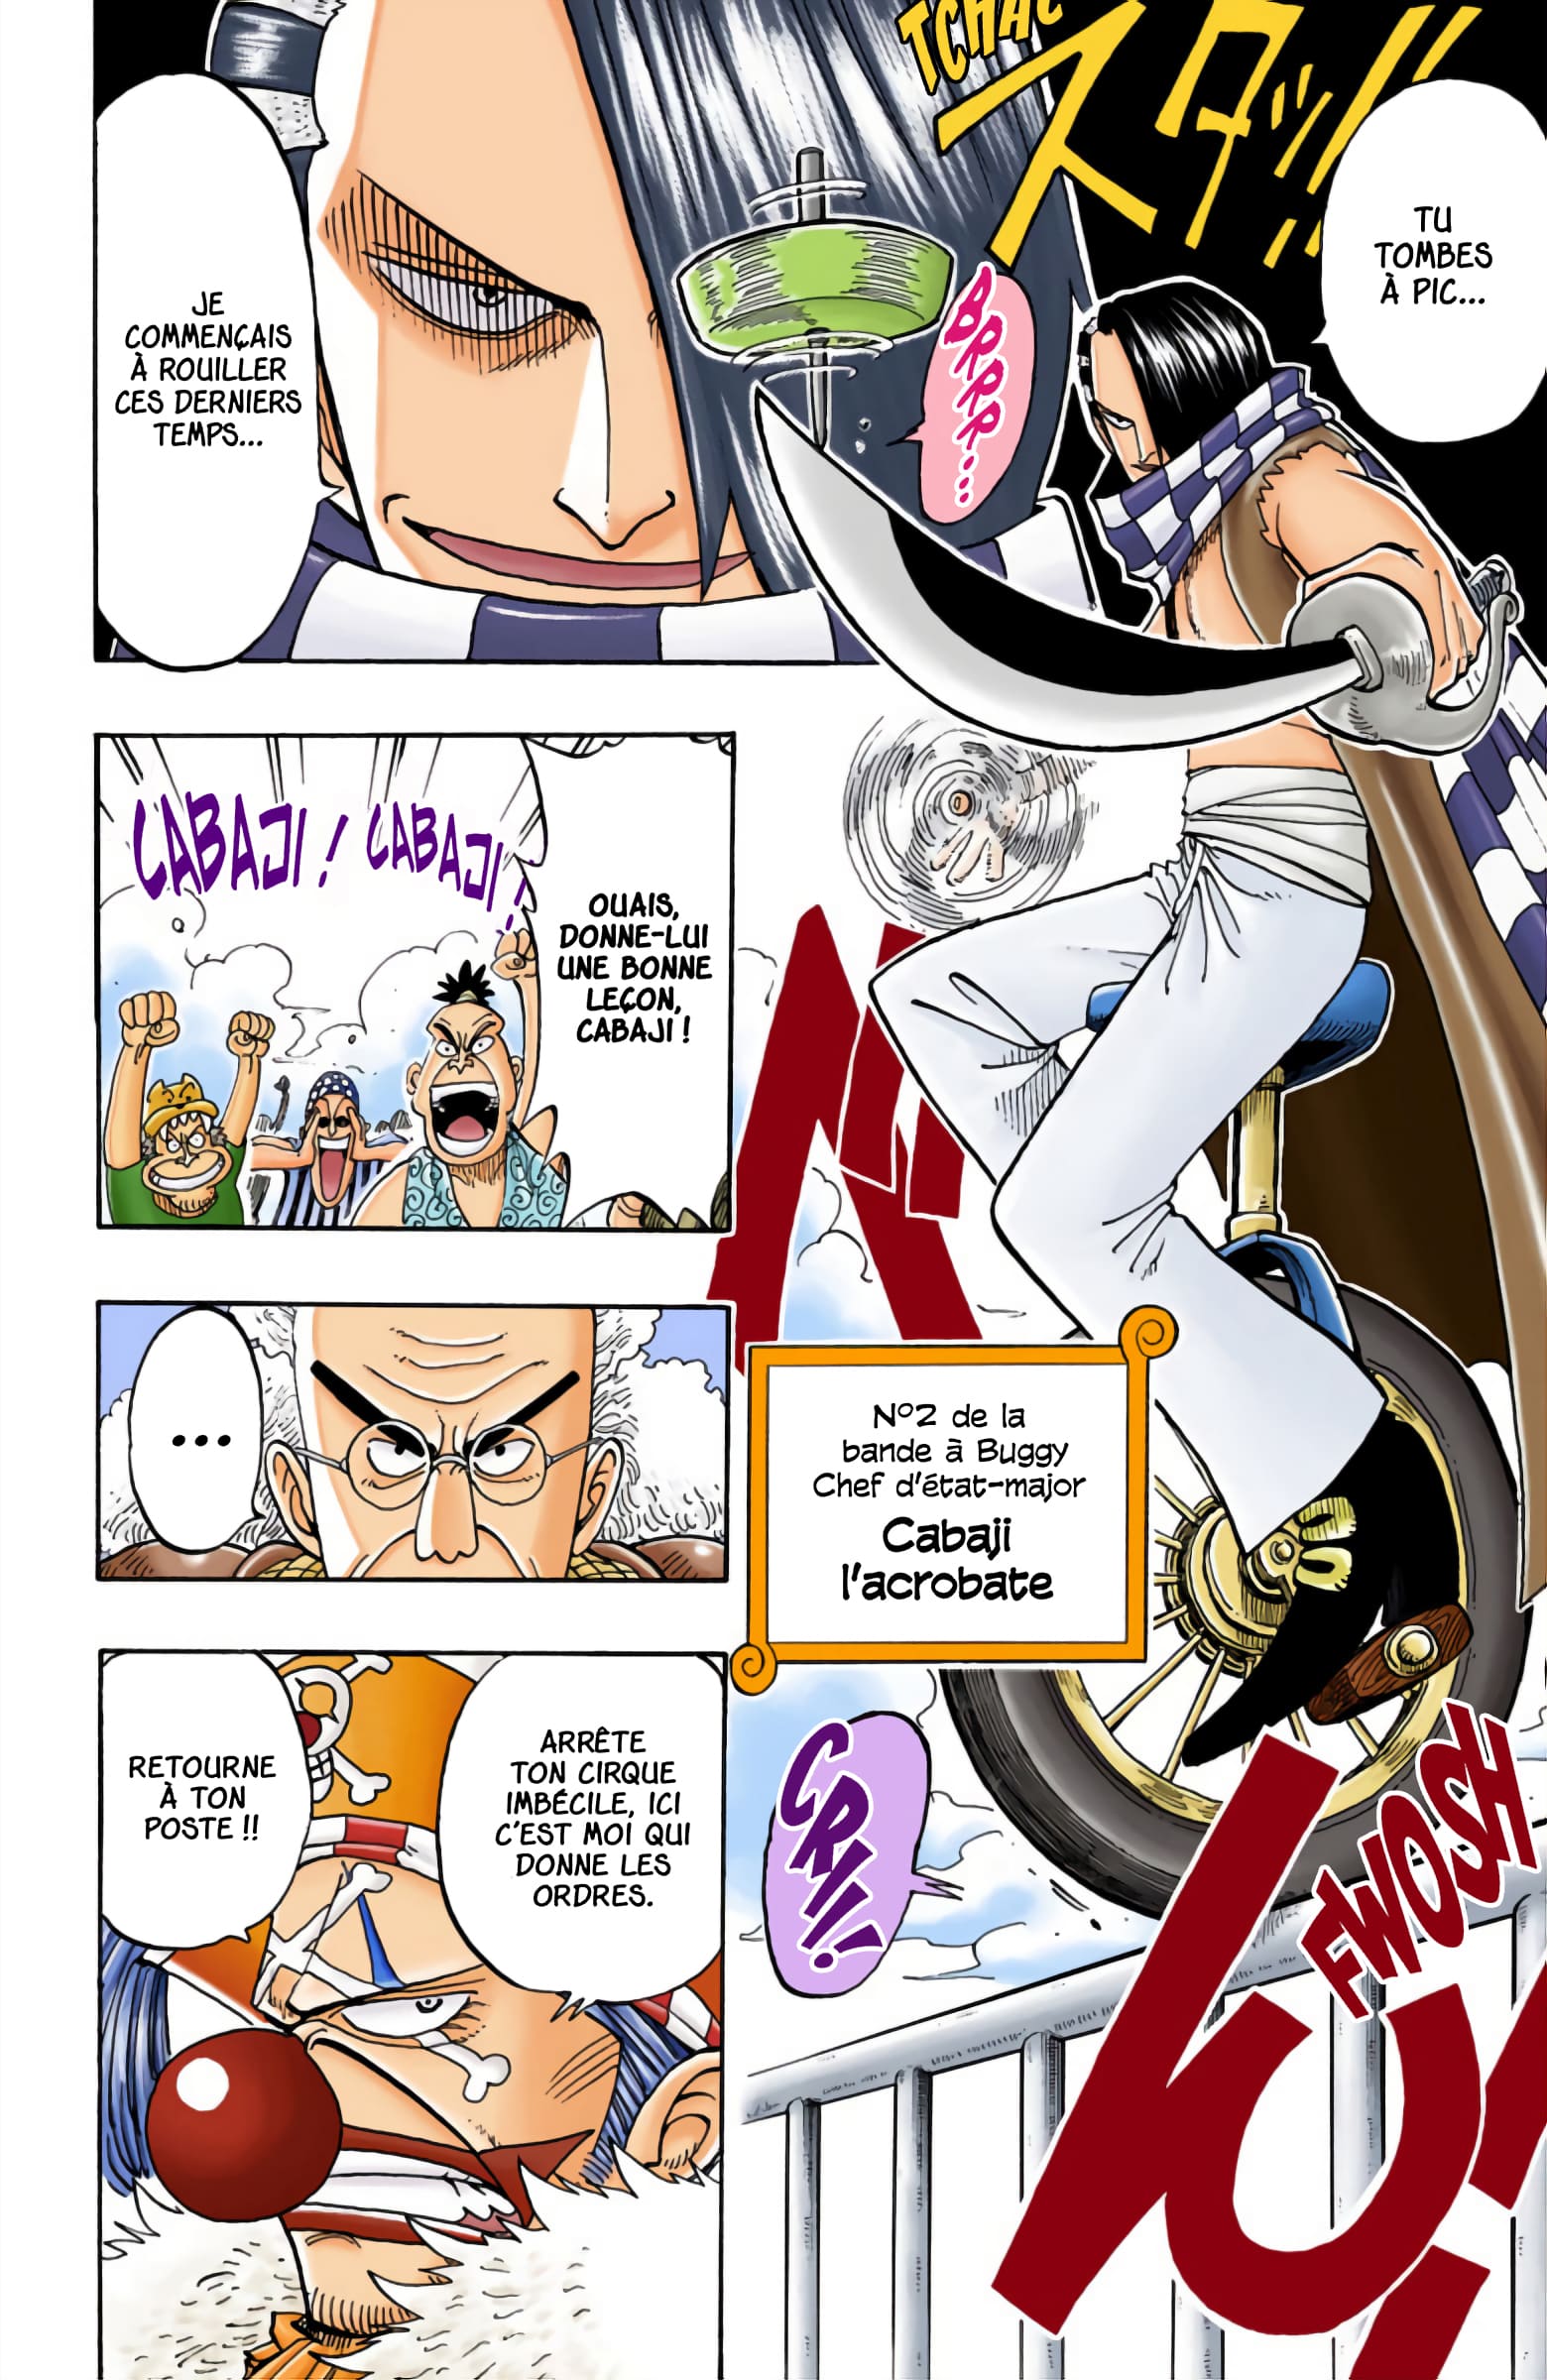 TCHAC
スタッ!!
TU
TOMBES
À PIC...
BRRR...
JE
COMMENÇAIS
À ROUILLER
CES DERNIERS
TEMPS...
N°2 de la
bande à Buggy
Chef d'état-major
Cabaji
l'acrobate
CRI!!
FWOSH
CABAJI! CABAJI!
OUAIS,
DONNE-LUI
UNE BONNE
LEÇON,
CABAJI!
...
ARRÊTE
TON CIRQUE
IMBÉCILE, ICI
C'EST MOI QUI
DONNE LES
ORDRES.
RETOURNE
À TON
POSTE!!